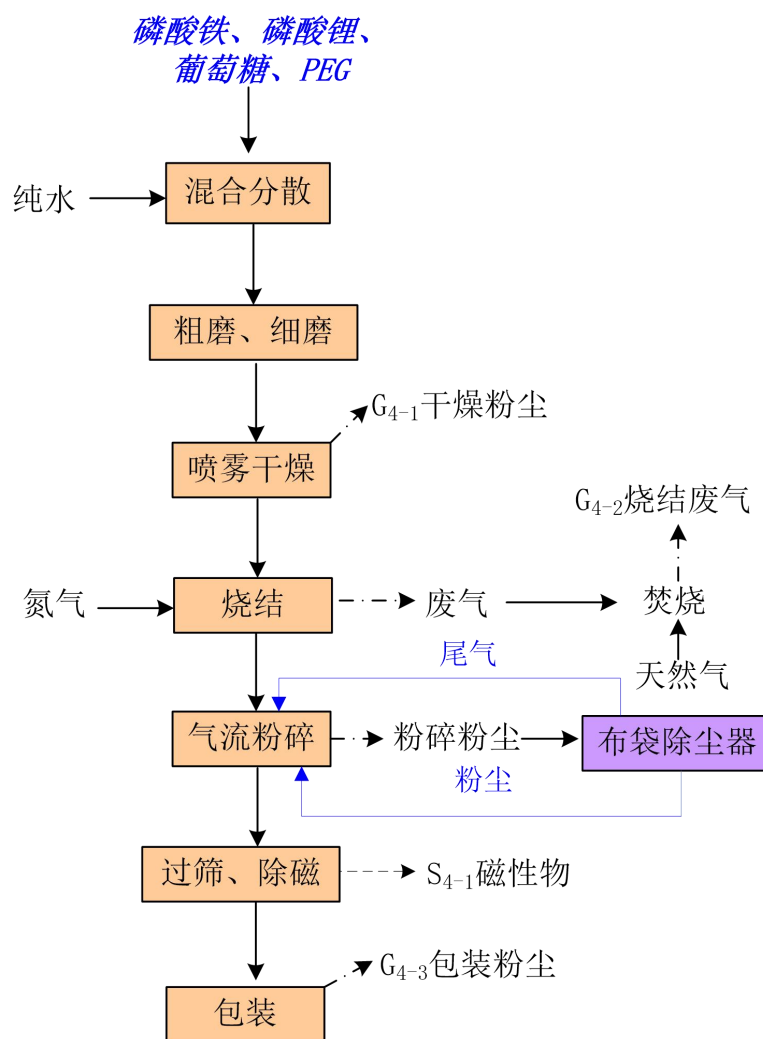 磷酸铁、磷酸锂、
葡萄糖、PEG
纯水
混合分散
粗磨、细磨
G4-1干燥粉尘
喷雾干燥
G4-2烧结废气
氮气
烧结
废气
焚烧
尾气
天然气
气流粉碎
粉碎粉尘
布袋除尘器
粉尘
过筛、除磁
S4-1磁性物
G4-3包装粉尘
包装